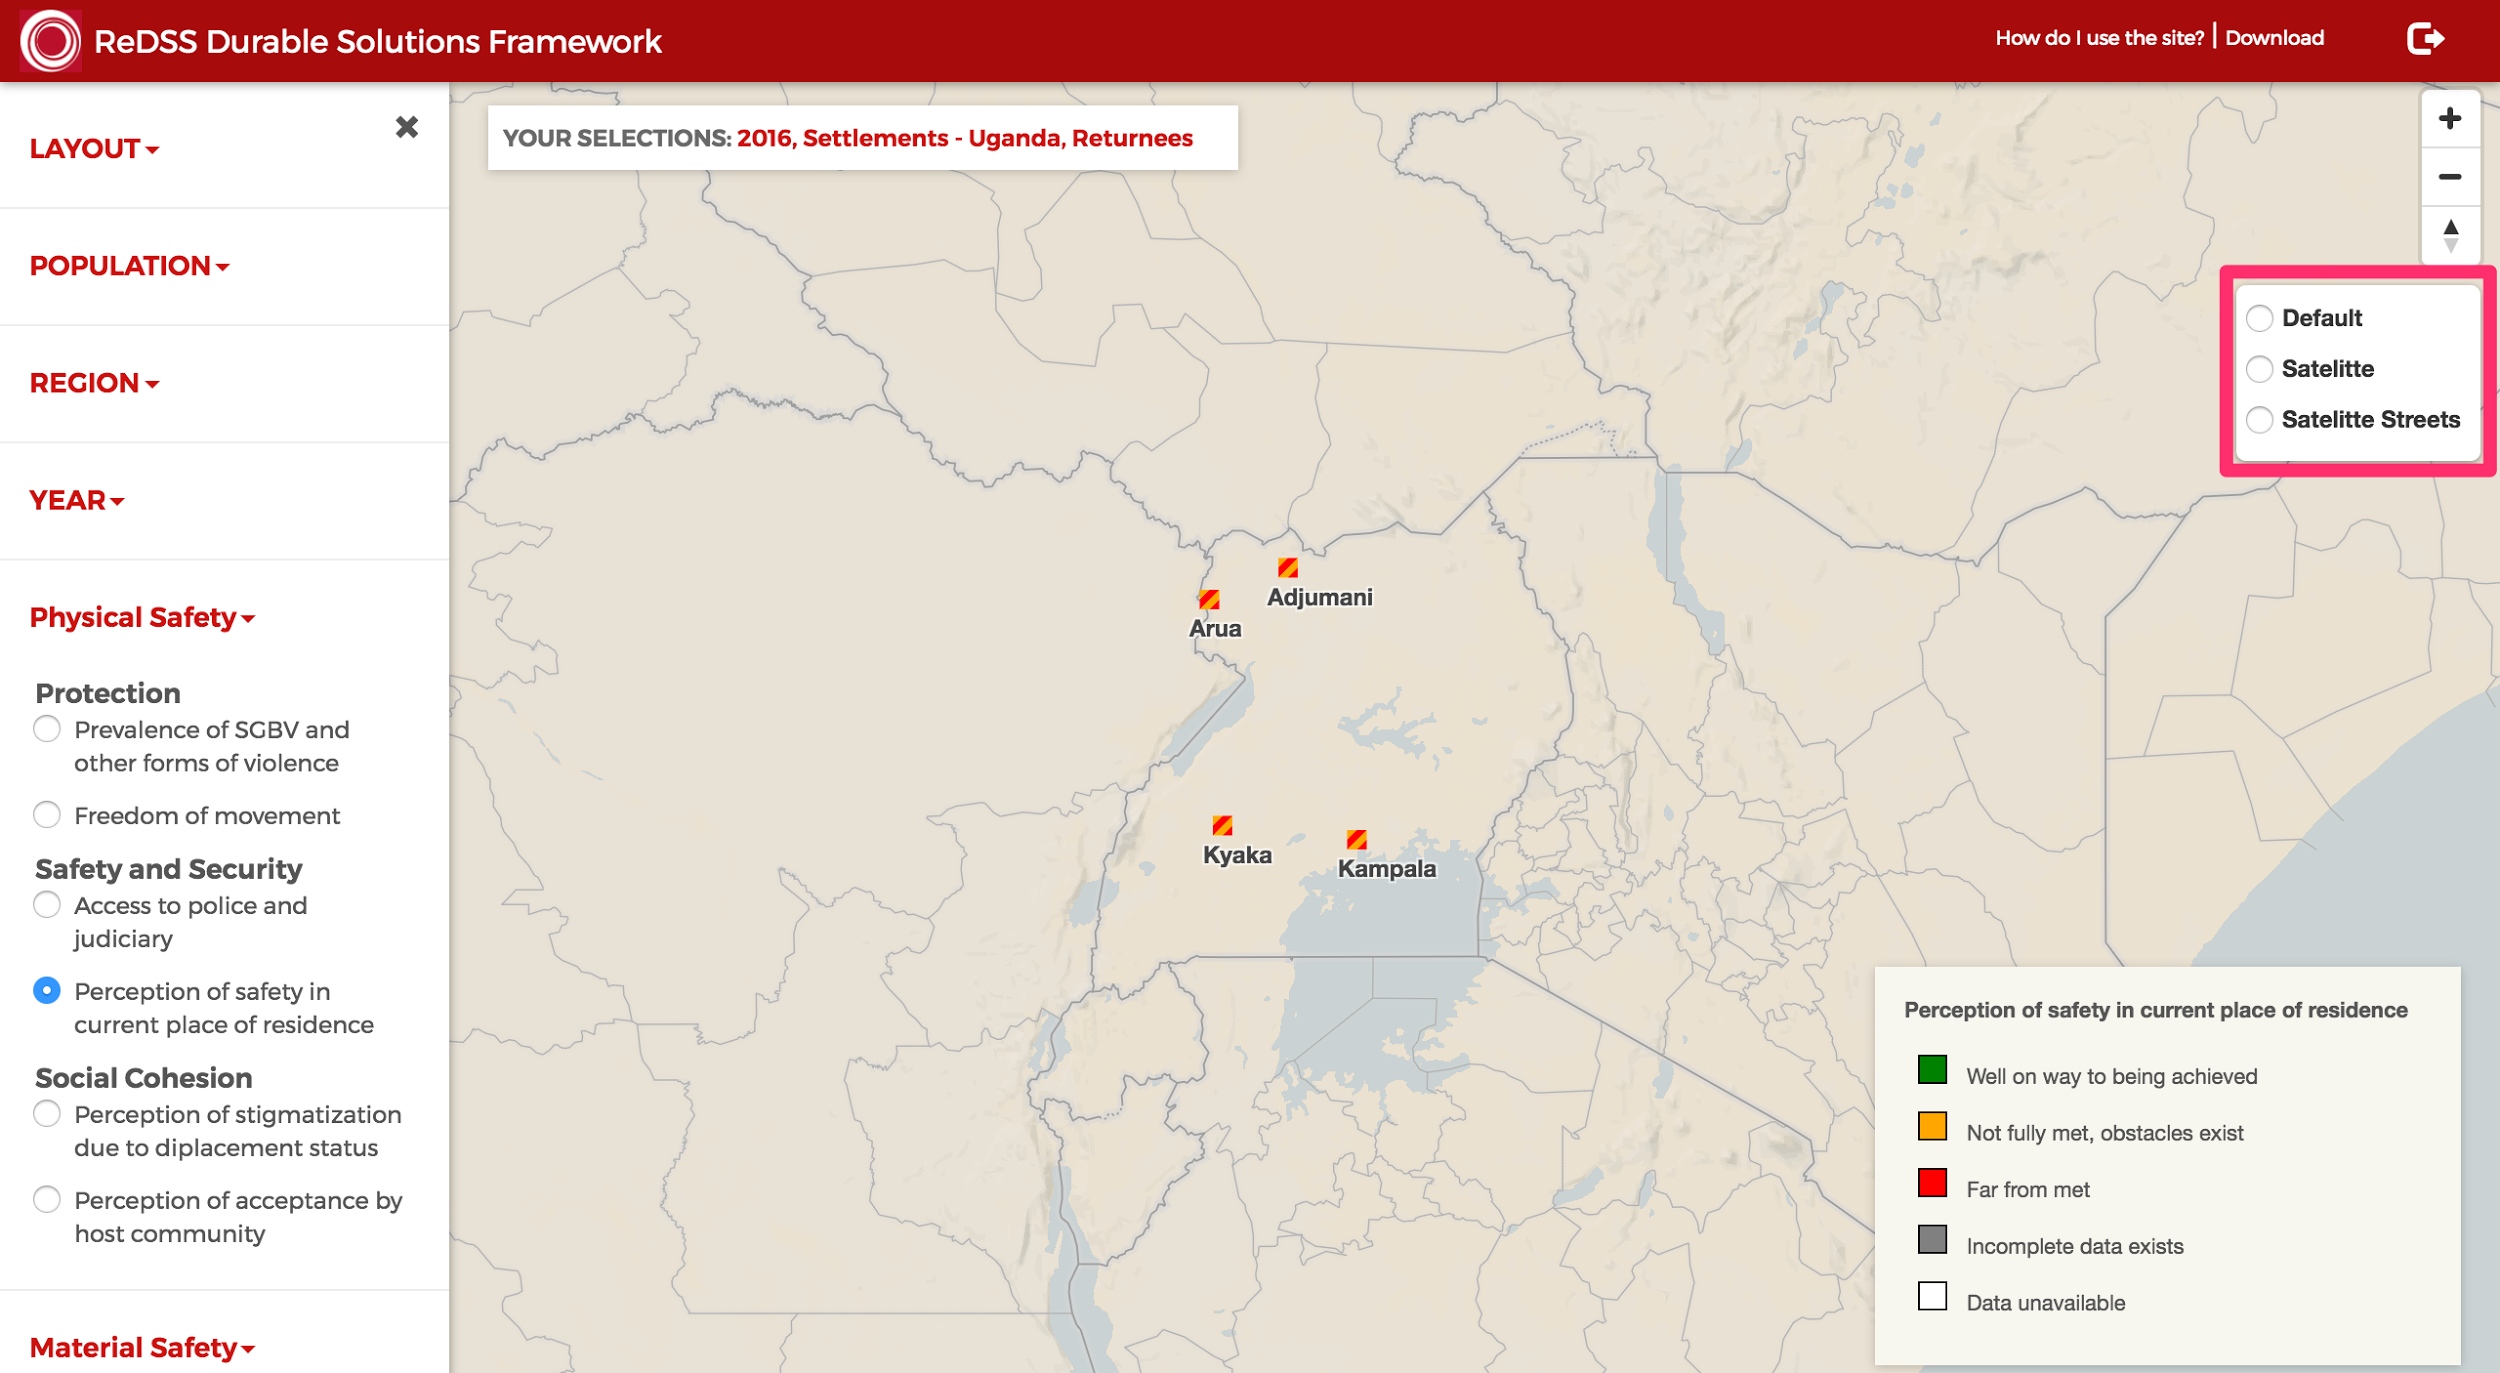 ReDSS Durable Solutions Framework
How do I use the site? | Download
LAYOUT
POPULATION
REGION
YEAR
Physical Safety
Protection
Prevalence of SGBV and
other forms of violence
Freedom of movement
Safety and Security
Access to police and
judiciary
Perception of safety in
current place of residence
Social Cohesion
Perception of stigmatization
due to diplacement status
Perception of acceptance by
host community
Material Safety
YOUR SELECTIONS: 2016, Settlements - Uganda, Returnees
Default
Satelitte
Satelitte Streets
Adjumani
Arua
Kyaka
Kampala
Perception of safety in current place of residence
Well on way to being achieved
Not fully met, obstacles exist
Far from met
Incomplete data exists
Data unavailable